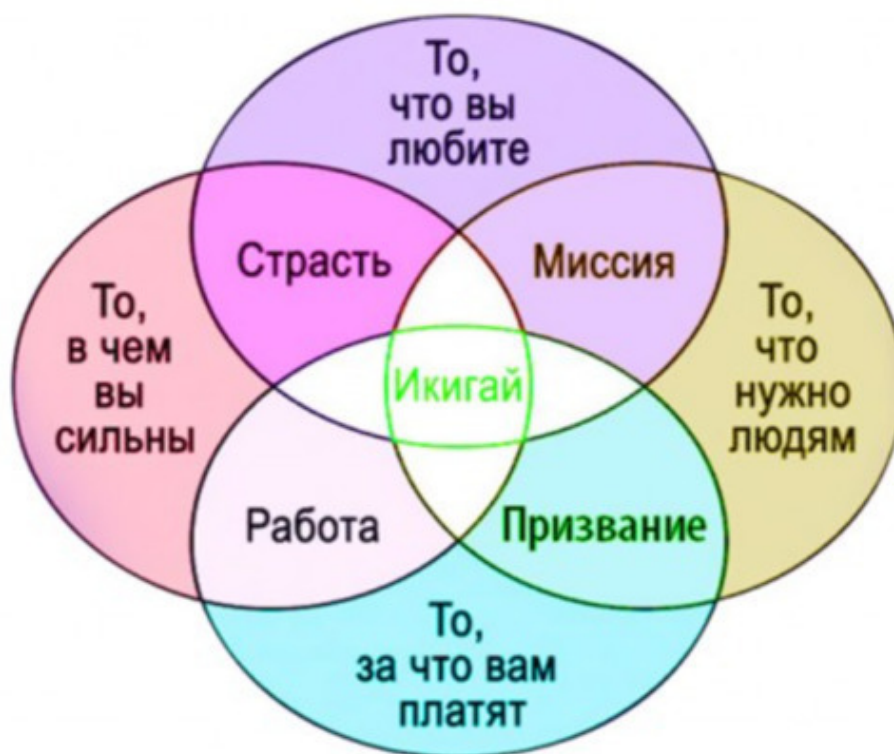 То,
что вы
любите
Страсть
Миссия
То,
в чем
вы
сильны
Икигай
То,
что
нужно
людям
Работа
Призвание
То,
за что вам
платят